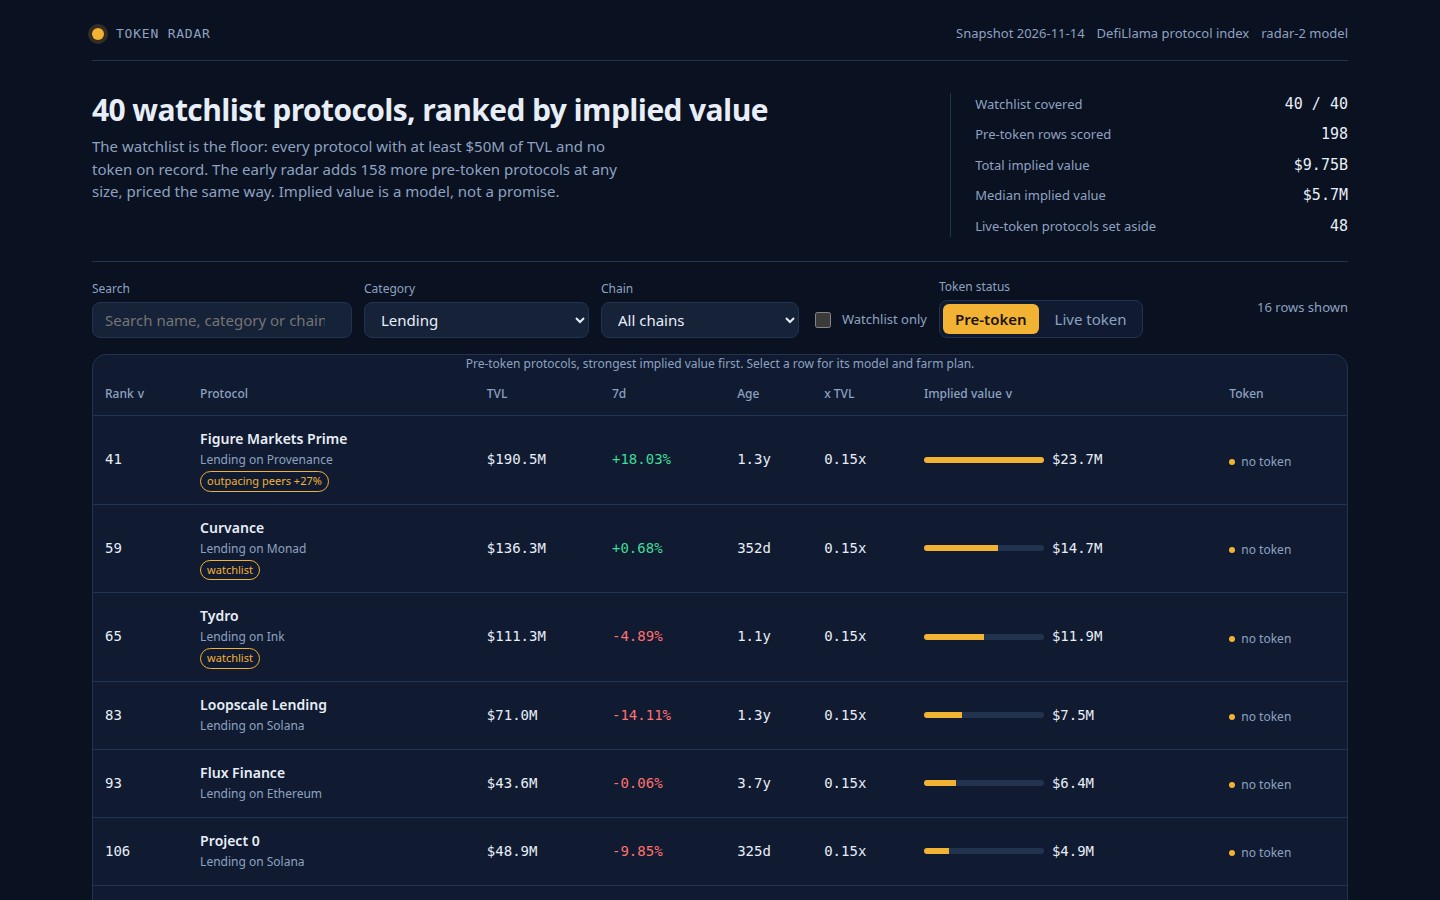 TOKEN RADAR
Snapshot 2026-11-14 DefiLlama protocol index radar-2 model
40 watchlist protocols, ranked by implied value
The watchlist is the floor: every protocol with at least $50M of TVL and no
token on record. The early radar adds 158 more pre-token protocols at any
size, priced the same way. Implied value is a model, not a promise.
Watchlist covered 40 / 40
Pre-token rows scored 198
Total implied value $9.75B
Median implied value $5.7M
Live-token protocols set aside 48
Search Category Chain Token status
Search name, category or chain Lending All chains Watchlist only Pre-token Live token 16 rows shown
Pre-token protocols, strongest implied value first. Select a row for its model and farm plan.
Rank v Protocol TVL 7d Age x TVL Implied value v Token
Figure Markets Prime
41 Lending on Provenance $190.5M +18.03% 1.3y 0.15x $23.7M no token
outpacing peers +27%
Curvance
59 Lending on Monad $136.3M +0.68% 352d 0.15x $14.7M no token
watchlist
Tydro
65 Lending on Ink $111.3M -4.89% 1.1y 0.15x $11.9M no token
watchlist
Loopscale Lending
83 Lending on Solana $71.0M -14.11% 1.3y 0.15x $7.5M no token
Flux Finance
93 Lending on Ethereum $43.6M -0.06% 3.7y 0.15x $6.4M no token
Project 0
106 Lending on Solana $48.9M -9.85% 325d 0.15x $4.9M no token